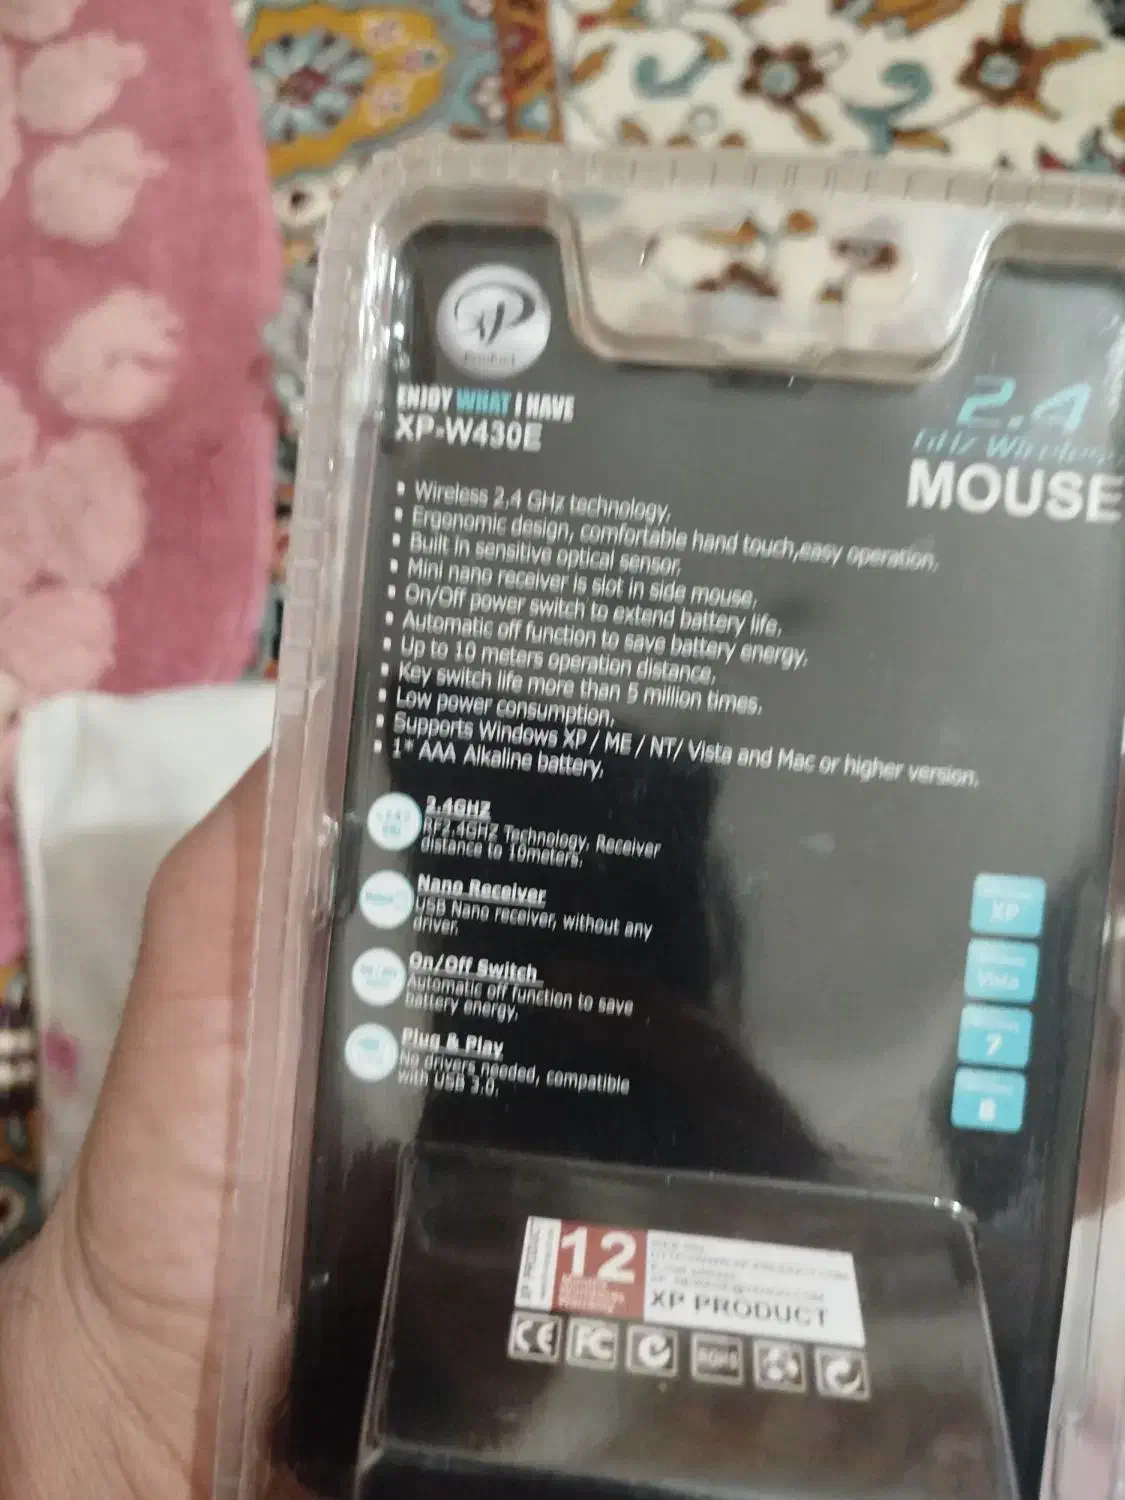 XP
Product
ENJOY WHAT I HAVE
XP-W430E
2.4
GHz Wireless
MOUSE
▪ Wireless 2.4 GHz technology,
▪ Ergonomic design, comfortable hand touch,easy operation,
▪ Built in sensitive optical sensor,
▪ Mini nano receiver is slot in side mouse,
▪ On/Off power switch to extend battery life,
▪ Automatic off function to save battery energy,
▪ Up to 10 meters operation distance,
▪ Key switch life more than 5 million times,
▪ Low power consumption,
▪ Supports Windows XP / ME / NT/ Vista and Mac or higher version,
▪ 1* AAA Alkaline battery,
2.4GHZ
RF2.4GHZ Technology, Receiver
distance to 10meters.
Nano Receiver
USB Nano receiver, without any
driver.
On/Off Switch
Automatic off function to save
battery energy,
Plug & Play
No drivers needed, compatible
with USB 3.0.
XP
Vista
7
8
12
XP PRODUCT
CE
FC
RoHS